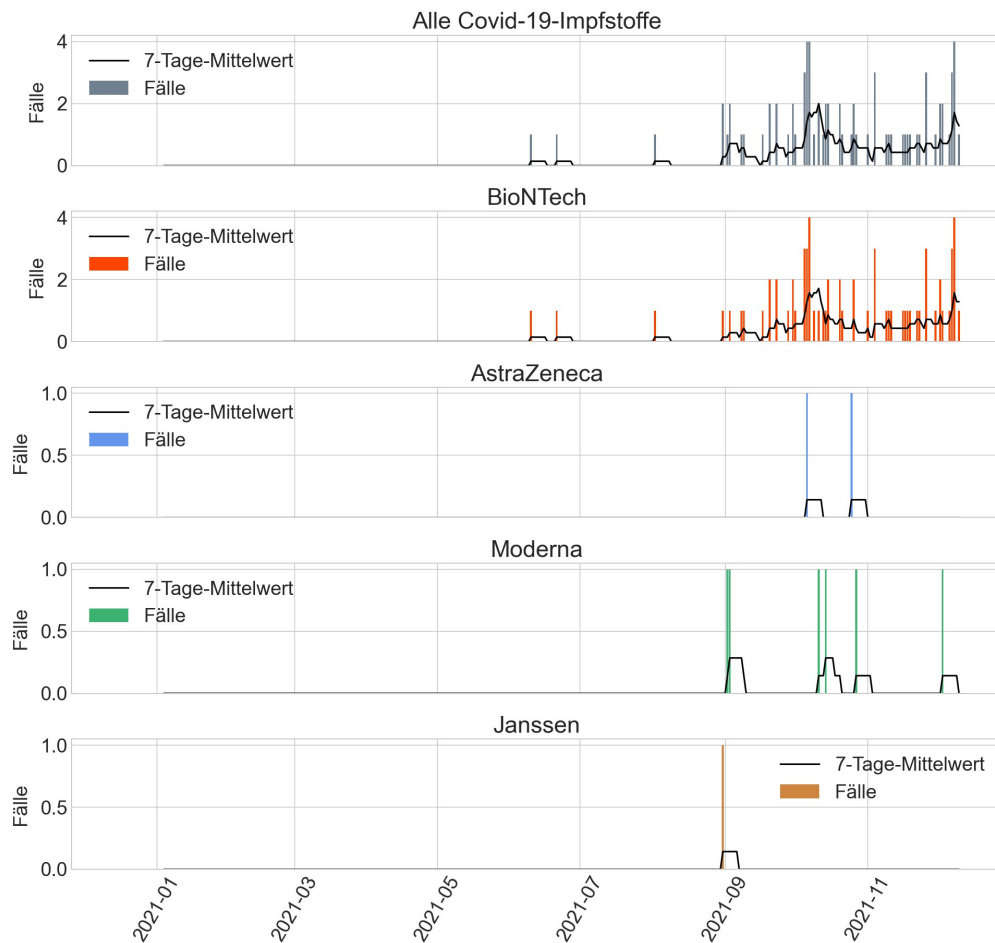 Alle Covid-19-Impfstoffe
4
2
0
Fälle
7-Tage-Mittelwert
Fälle
BioNTech
4
2
0
Fälle
7-Tage-Mittelwert
Fälle
AstraZeneca
1.0
0.5
0.0
Fälle
7-Tage-Mittelwert
Fälle
Moderna
1.0
0.5
0.0
Fälle
7-Tage-Mittelwert
Fälle
Janssen
1.0
0.5
0.0
Fälle
7-Tage-Mittelwert
Fälle
2021-01
2021-03
2021-05
2021-07
2021-09
2021-11